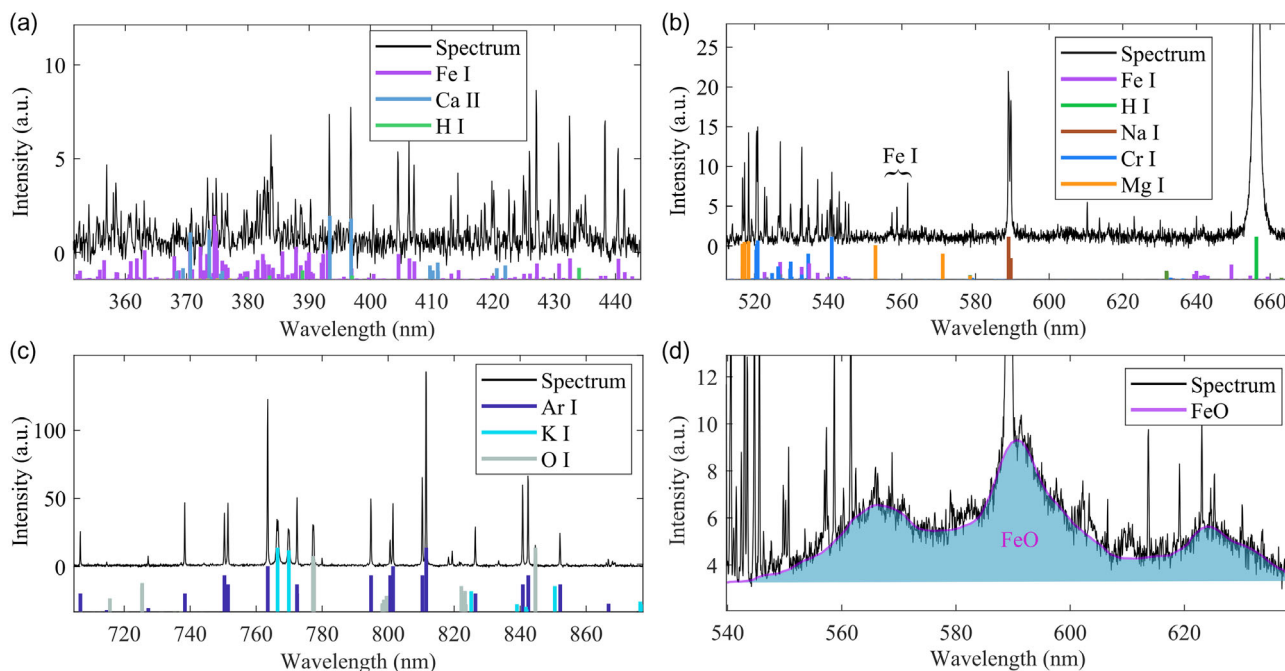 (a)
Intensity (a.u.)
10
5
0
Spectrum
Fe I
Ca II
H I
360 370 380 390 400 410 420 430 440
Wavelength (nm)
(b)
Intensity (a.u.)
25
20
15
10
5
0
Fe I
Spectrum
Fe I
H I
Na I
Cr I
Mg I
520 540 560 580 600 620 640 660
Wavelength (nm)
(c)
Intensity (a.u.)
100
50
0
Spectrum
Ar I
K I
O I
720 740 760 780 800 820 840 860
Wavelength (nm)
(d)
Intensity (a.u.)
12
10
8
6
4
Spectrum
FeO
FeO
540 560 580 600 620
Wavelength (nm)